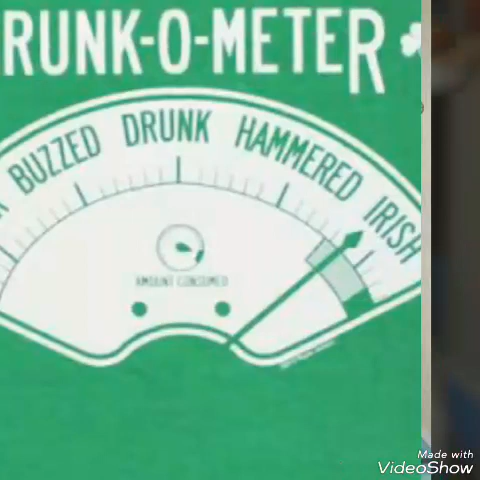 RUNK-O-METER
BUZZED DRUNK HAMMERED IRISH
AMOUNT CONSUMED
Made with
VideoShow